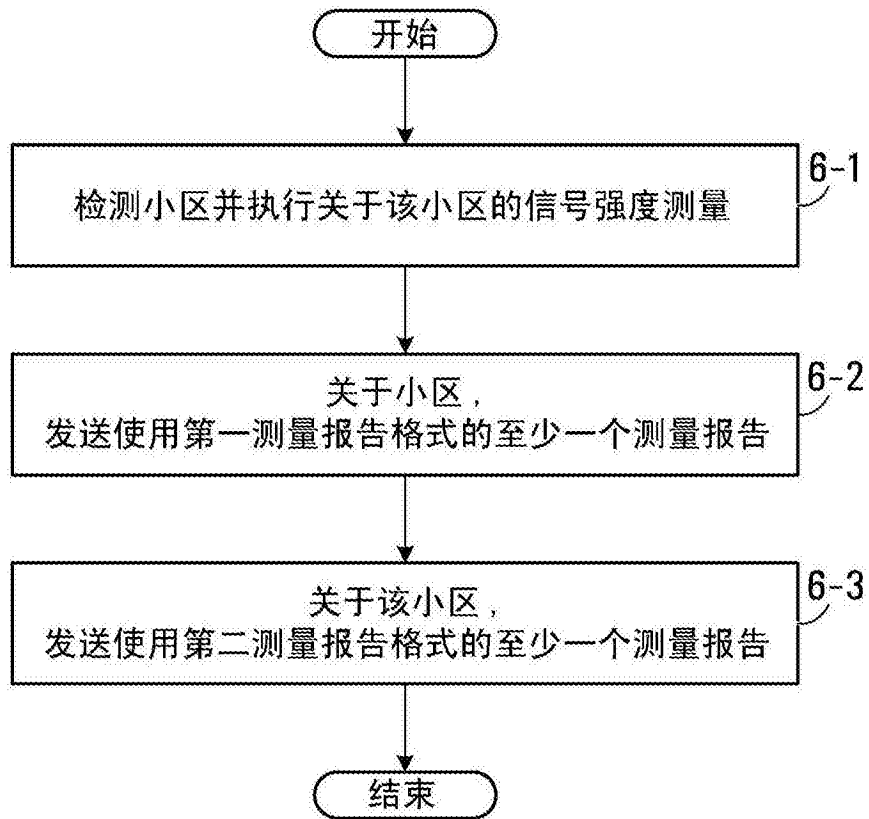 开始
6-1
检测小区并执行关于该小区的信号强度测量
6-2
关于小区,
发送使用第一测量报告格式的至少一个测量报告
6-3
关于该小区,
发送使用第二测量报告格式的至少一个测量报告
结束